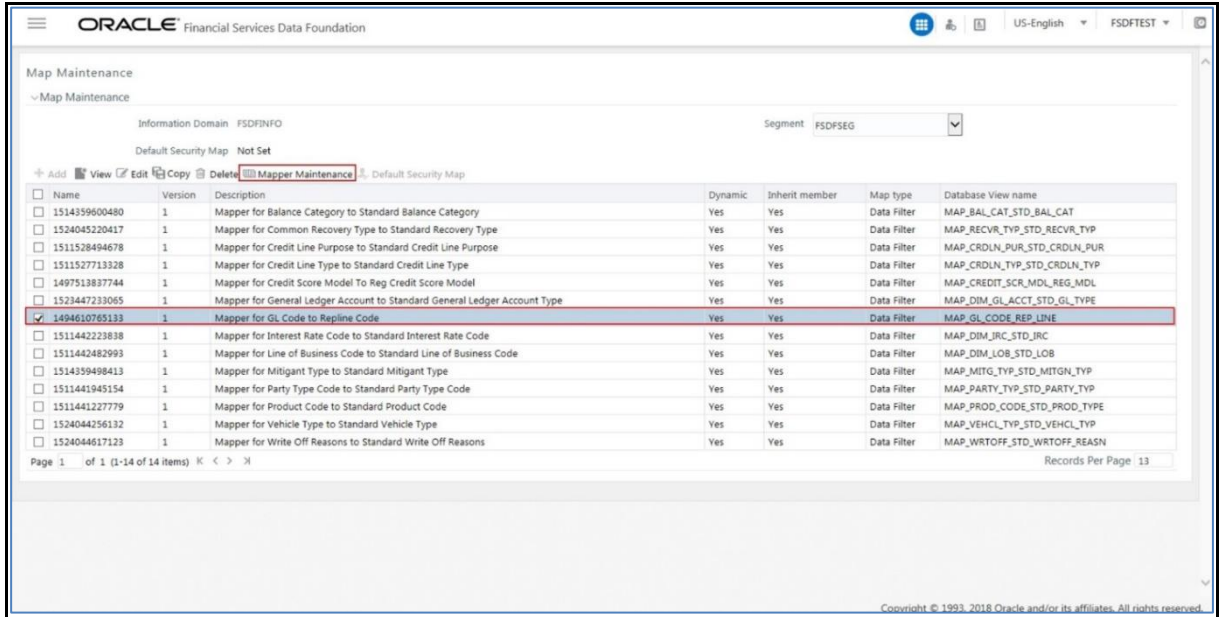 ORACLE Financial Services Data Foundation US-English FSDFTEST
Map Maintenance
Map Maintenance
Information Domain FSDFINFO Segment FSDFSEG
Default Security Map Not Set
Add View Edit Copy Delete Mapper Maintenance Default Security Map
Name Version Description Dynamic Inherit member Map type Database View name
1514359600480 1 Mapper for Balance Category to Standard Balance Category Yes Yes Data Filter MAP_BAL_CAT_STD_BAL_CAT
1524045220417 1 Mapper for Common Recovery Type to Standard Recovery Type Yes Yes Data Filter MAP_RECVR_TYP_STD_RECVR_TYP
1511528494678 1 Mapper for Credit Line Purpose to Standard Credit Line Purpose Yes Yes Data Filter MAP_CRDLN_PUR_STD_CRDLN_PUR
1511527713328 1 Mapper for Credit Line Type to Standard Credit Line Type Yes Yes Data Filter MAP_CRDLN_TYP_STD_CRDLN_TYP
1497513837744 1 Mapper for Credit Score Model To Reg Credit Score Model Yes Yes Data Filter MAP_CREDIT_SCR_MDL_REG_MDL
1523447233065 1 Mapper for General Ledger Account to Standard General Ledger Account Type Yes Yes Data Filter MAP_DIM_GL_ACCT_STD_GL_TYPE
1494610765133 1 Mapper for GL Code to Repline Code Yes Yes Data Filter MAP_GL_CODE_REP_LINE
1511442223838 1 Mapper for Interest Rate Code to Standard Interest Rate Code Yes Yes Data Filter MAP_DIM_IRC_STD_IRC
1511442482993 1 Mapper for Line of Business Code to Standard Line of Business Code Yes Yes Data Filter MAP_DIM_LOB_STD_LOB
1514359498413 1 Mapper for Mitigant Type to Standard Mitigant Type Yes Yes Data Filter MAP_MITG_TYP_STD_MITGN_TYP
1511441945154 1 Mapper for Party Type Code to Standard Party Type Code Yes Yes Data Filter MAP_PARTY_TYP_STD_PARTY_TYP
1511441227779 1 Mapper for Product Code to Standard Product Code Yes Yes Data Filter MAP_PROD_CODE_STD_PROD_TYPE
1524044256132 1 Mapper for Vehicle Type to Standard Vehicle Type Yes Yes Data Filter MAP_VEHCL_TYP_STD_VEHCL_TYP
1524044617123 1 Mapper for Write Off Reasons to Standard Write Off Reasons Yes Yes Data Filter MAP_WRTOFF_STD_WRTOFF_REASN
Page 1 of 1 (1-14 of 14 items) Records Per Page 13
Copyright © 1993, 2018 Oracle and/or its affiliates. All rights reserved.